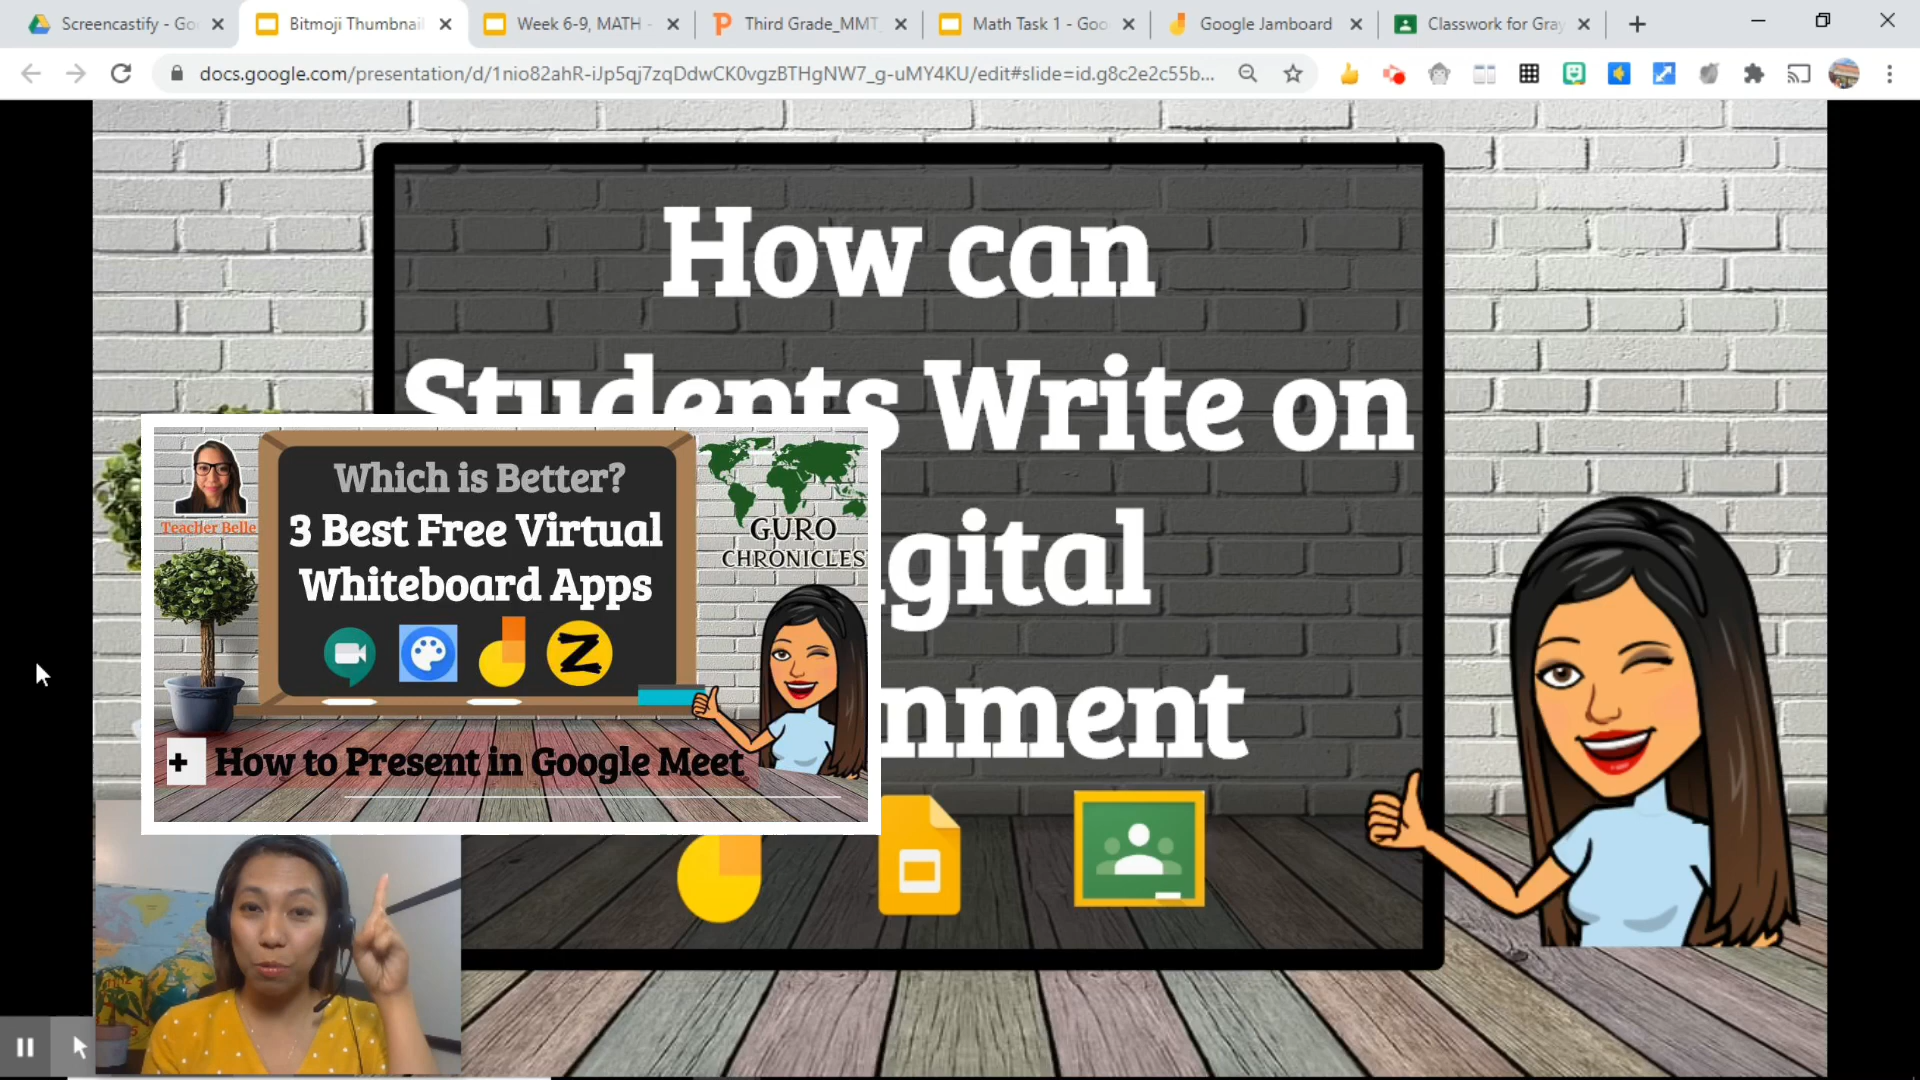 Screencastify - Go
Bitmoji Thumbnail
Week 6-9, MATH -
Third Grade_MMT_
Math Task 1 - Goo
Google Jamboard
Classwork for Gray
docs.google.com/presentation/d/1nio82ahR-iJp5qj7zqDdwCK0vgzBTHgNW7_g-uMY4KU/edit#slide=id.g8c2e2c55b...
How can
Students Write on
gital
nment
Which is Better?
3 Best Free Virtual
Whiteboard Apps
Teacher Belle
GURO
CHRONICLES
+ How to Present in Google Meet